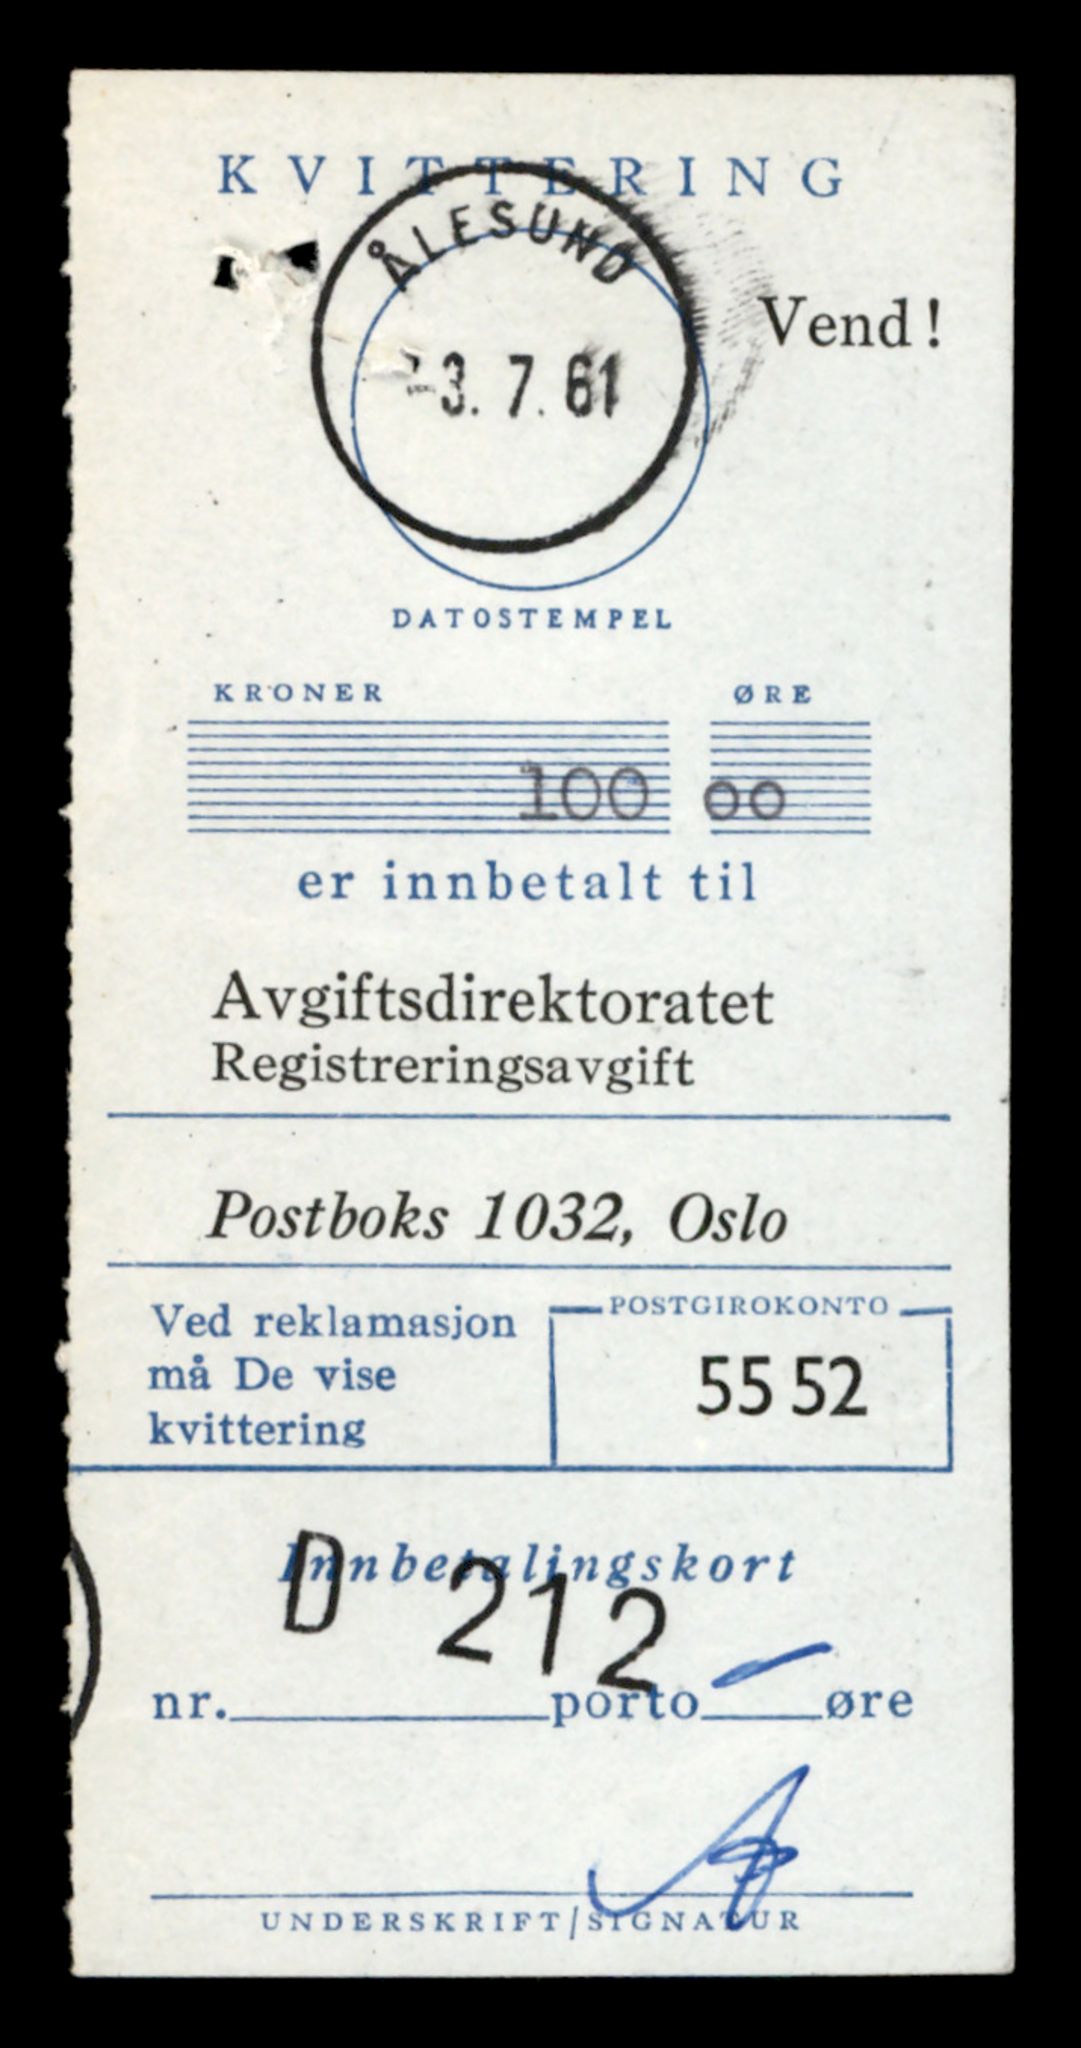 KVITTERING
ÅLESUND
-3. 7. 61
Vend!
DATOSTEMPEL
KRONER ØRE
100 00
er innbetalt til
Avgiftsdirektoratet
Registreringsavgift
Postboks 1032, Oslo
Ved reklamasjon
må De vise
kvittering
POSTGIROKONTO
55 52
Innbetalingskort
D 212
nr. porto — øre
UNDERSKRIFT/SIGNATUR